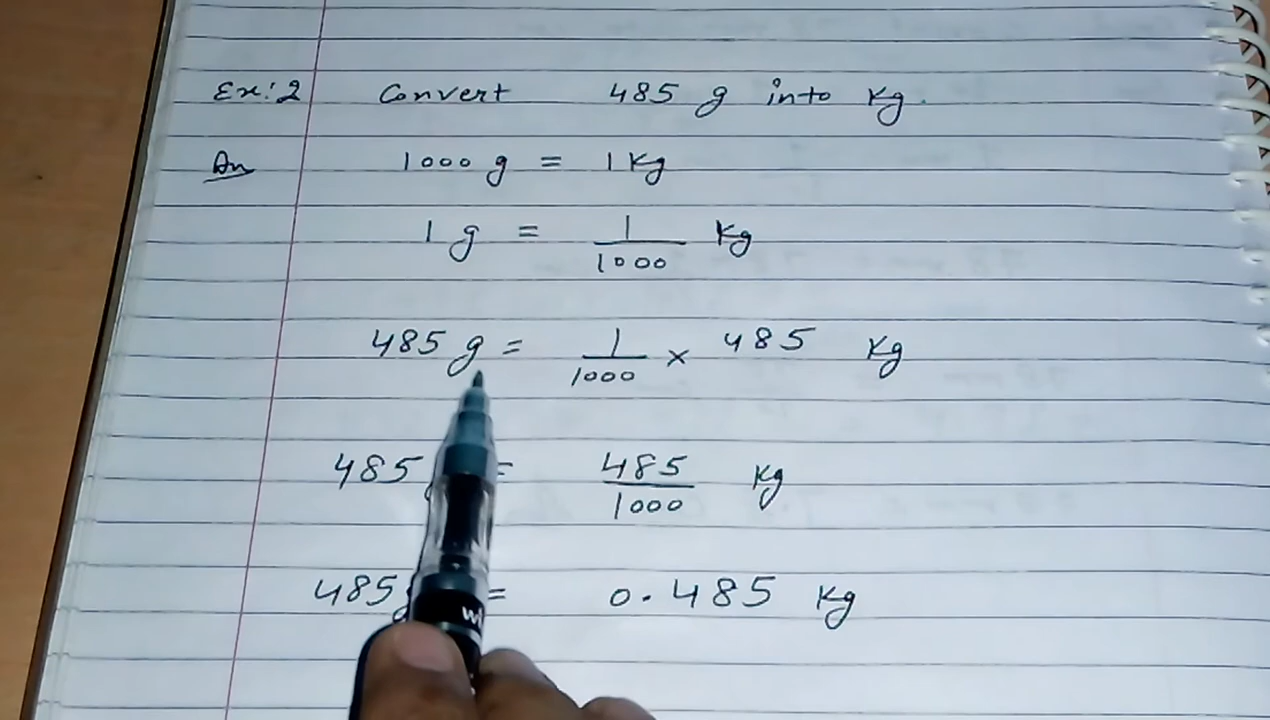 Ex:2 Convert 485 g into Kg.
An 1000 g = 1 Kg
1 g = 1/1000 Kg
485 g = 1/1000 × 485 Kg
485 = 485/1000 Kg
485g = 0.485 Kg